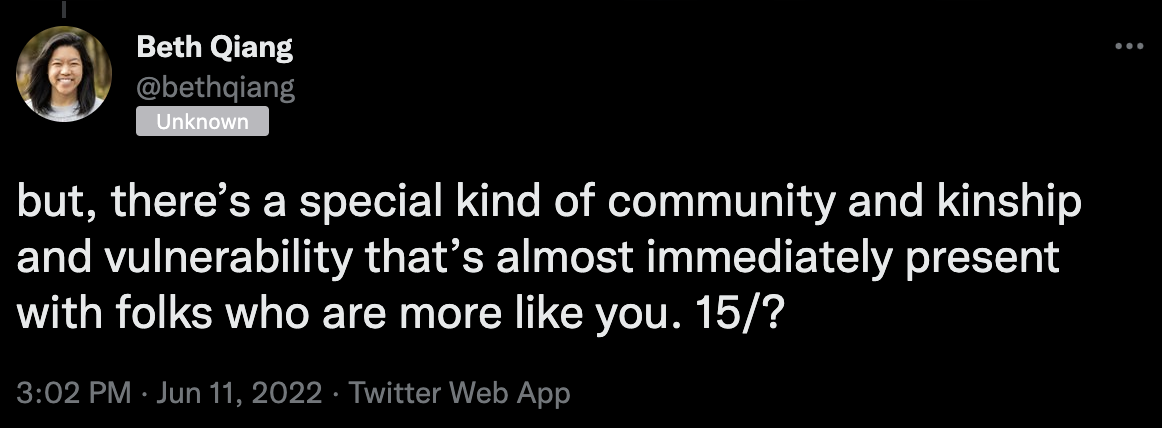 Beth Qiang
@bethqiang
Unknown
but, there’s a special kind of community and kinship
and vulnerability that’s almost immediately present
with folks who are more like you. 15/?
3:02 PM · Jun 11, 2022 · Twitter Web App